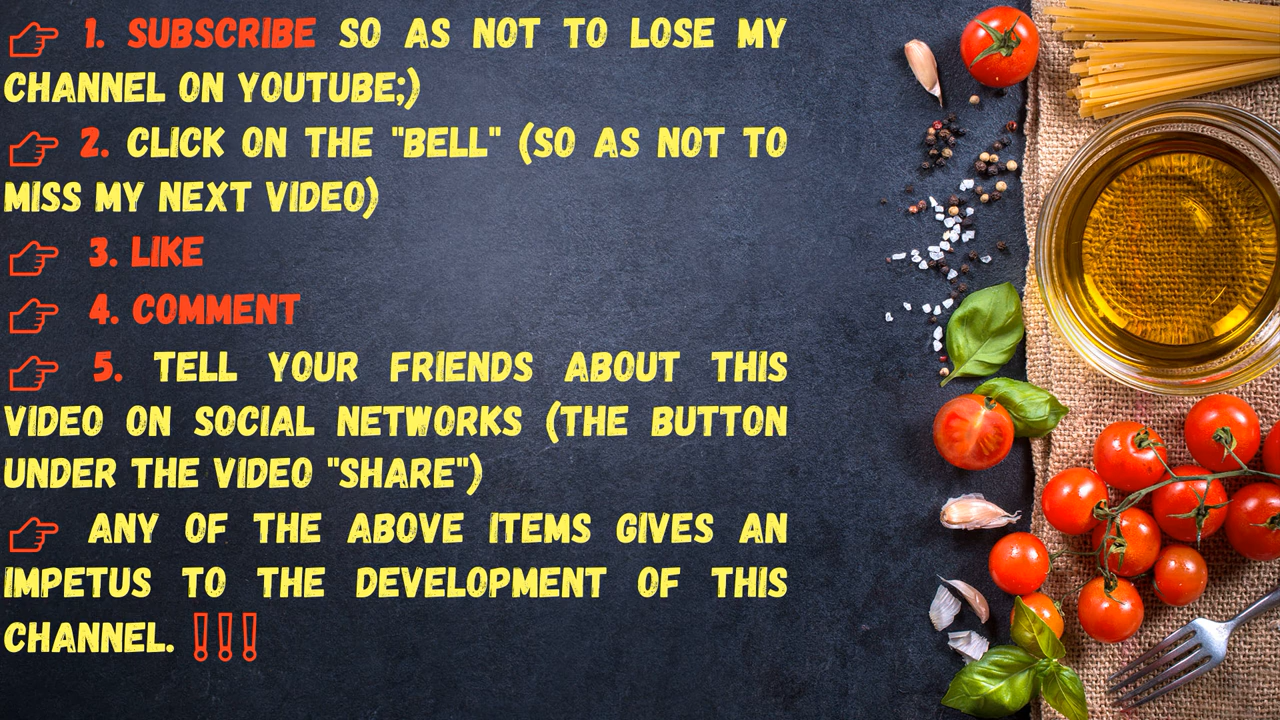 👉 1. SUBSCRIBE SO AS NOT TO LOSE MY
CHANNEL ON YOUTUBE;)
👉 2. CLICK ON THE "BELL" (SO AS NOT TO
MISS MY NEXT VIDEO)
👉 3. LIKE
👉 4. COMMENT
👉 5. TELL YOUR FRIENDS ABOUT THIS
VIDEO ON SOCIAL NETWORKS (THE BUTTON
UNDER THE VIDEO "SHARE")
👉 ANY OF THE ABOVE ITEMS GIVES AN
IMPETUS TO THE DEVELOPMENT OF THIS
CHANNEL. ❗❗❗